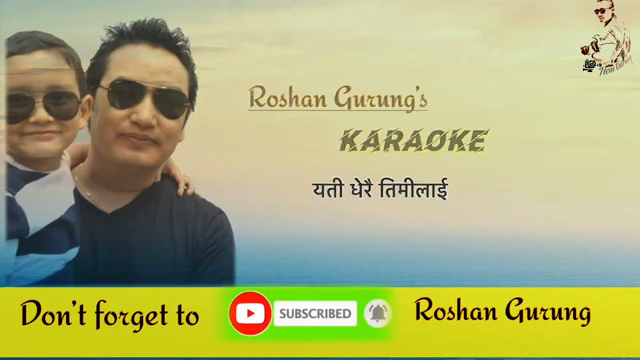 Roshan Gurung's
KARAOKE
यती धेरै तिमीलाई
Don't forget to
SUBSCRIBED
Roshan Gurung